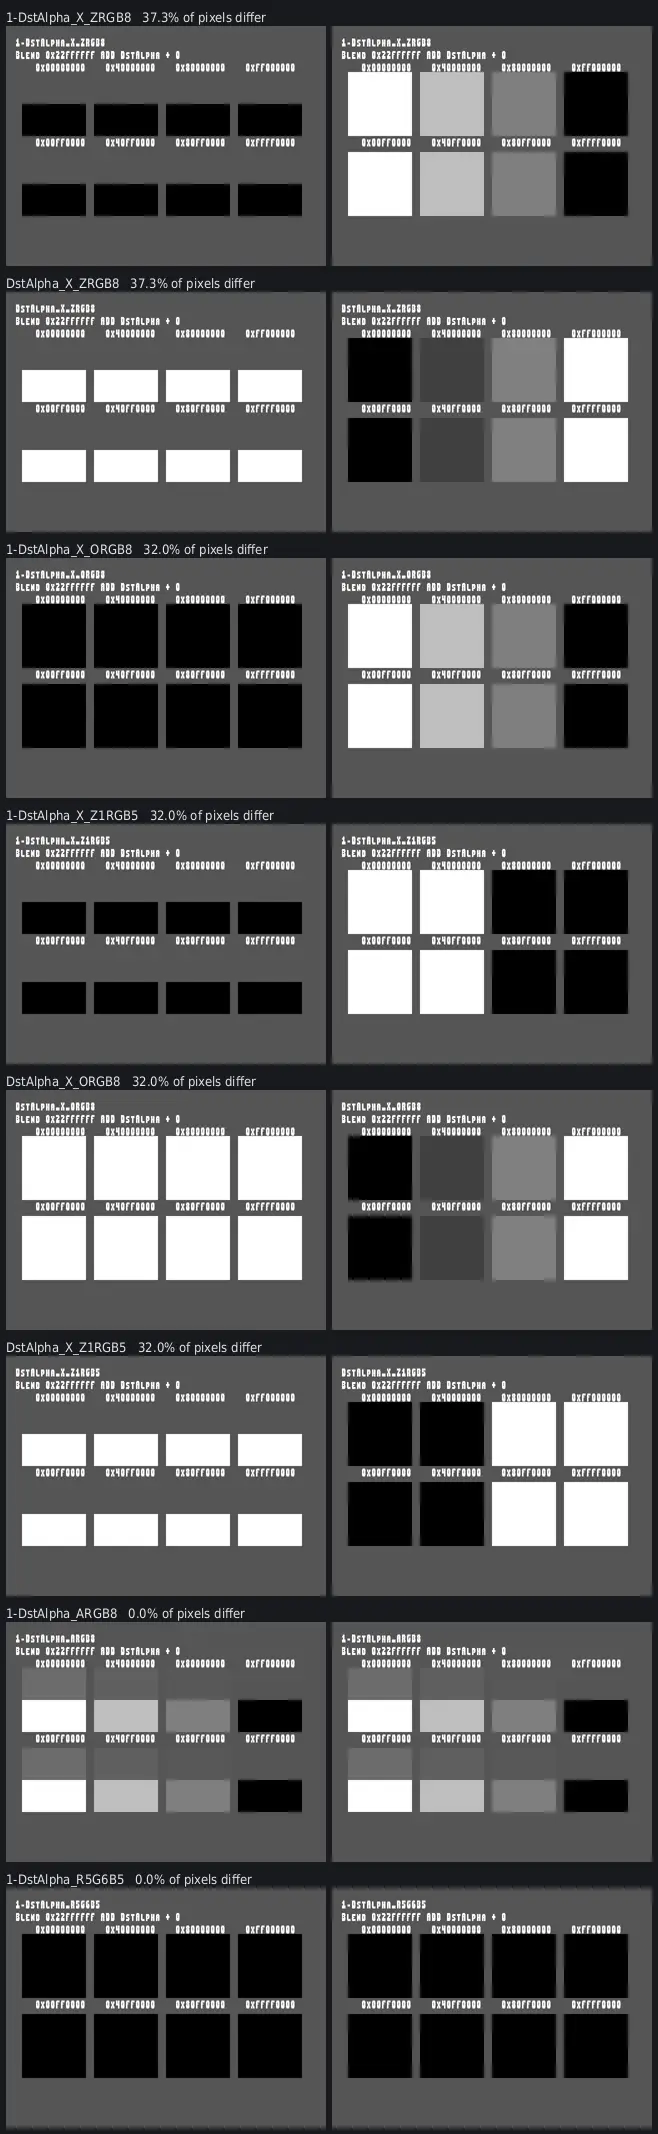 1-DstAlpha_X_ZRGB8 37.3% of pixels differ
1-DstAlpha_X_ZRGB8
Blend 0x22FFFFFF ADD DstAlpha + 0
0x00000000 0x40000000 0x80000000 0xFF000000
0x00FF0000 0x40FF0000 0x80FF0000 0xFFFF0000
1-DstAlpha_X_ZRGB8
Blend 0x22FFFFFF ADD DstAlpha + 0
0x00000000 0x40000000 0x80000000 0xFF000000
0x00FF0000 0x40FF0000 0x80FF0000 0xFFFF0000
DstAlpha_X_ZRGB8 37.3% of pixels differ
DstAlpha_X_ZRGB8
Blend 0x22FFFFFF ADD DstAlpha + 0
0x00000000 0x40000000 0x80000000 0xFF000000
0x00FF0000 0x40FF0000 0x80FF0000 0xFFFF0000
DstAlpha_X_ZRGB8
Blend 0x22FFFFFF ADD DstAlpha + 0
0x00000000 0x40000000 0x80000000 0xFF000000
0x00FF0000 0x40FF0000 0x80FF0000 0xFFFF0000
1-DstAlpha_X_ORGB8 32.0% of pixels differ
1-DstAlpha_X_ORGB8
Blend 0x22FFFFFF ADD DstAlpha + 0
0x00000000 0x40000000 0x80000000 0xFF000000
0x00FF0000 0x40FF0000 0x80FF0000 0xFFFF0000
1-DstAlpha_X_ORGB8
Blend 0x22FFFFFF ADD DstAlpha + 0
0x00000000 0x40000000 0x80000000 0xFF000000
0x00FF0000 0x40FF0000 0x80FF0000 0xFFFF0000
1-DstAlpha_X_Z1RGB5 32.0% of pixels differ
1-DstAlpha_X_Z1RGB5
Blend 0x22FFFFFF ADD DstAlpha + 0
0x00000000 0x40000000 0x80000000 0xFF000000
0x00FF0000 0x40FF0000 0x80FF0000 0xFFFF0000
1-DstAlpha_X_Z1RGB5
Blend 0x22FFFFFF ADD DstAlpha + 0
0x00000000 0x40000000 0x80000000 0xFF000000
0x00FF0000 0x40FF0000 0x80FF0000 0xFFFF0000
DstAlpha_X_ORGB8 32.0% of pixels differ
DstAlpha_X_ORGB8
Blend 0x22FFFFFF ADD DstAlpha + 0
0x00000000 0x40000000 0x80000000 0xFF000000
0x00FF0000 0x40FF0000 0x80FF0000 0xFFFF0000
DstAlpha_X_ORGB8
Blend 0x22FFFFFF ADD DstAlpha + 0
0x00000000 0x40000000 0x80000000 0xFF000000
0x00FF0000 0x40FF0000 0x80FF0000 0xFFFF0000
DstAlpha_X_Z1RGB5 32.0% of pixels differ
DstAlpha_X_Z1RGB5
Blend 0x22FFFFFF ADD DstAlpha + 0
0x00000000 0x40000000 0x80000000 0xFF000000
0x00FF0000 0x40FF0000 0x80FF0000 0xFFFF0000
DstAlpha_X_Z1RGB5
Blend 0x22FFFFFF ADD DstAlpha + 0
0x00000000 0x40000000 0x80000000 0xFF000000
0x00FF0000 0x40FF0000 0x80FF0000 0xFFFF0000
1-DstAlpha_ARGB8 0.0% of pixels differ
1-DstAlpha_ARGB8
Blend 0x22FFFFFF ADD DstAlpha + 0
0x00000000 0x40000000 0x80000000 0xFF000000
0x00FF0000 0x40FF0000 0x80FF0000 0xFFFF0000
1-DstAlpha_ARGB8
Blend 0x22FFFFFF ADD DstAlpha + 0
0x00000000 0x40000000 0x80000000 0xFF000000
0x00FF0000 0x40FF0000 0x80FF0000 0xFFFF0000
1-DstAlpha_R5G6B5 0.0% of pixels differ
1-DstAlpha_R5G6B5
Blend 0x22FFFFFF ADD DstAlpha + 0
0x00000000 0x40000000 0x80000000 0xFF000000
0x00FF0000 0x40FF0000 0x80FF0000 0xFFFF0000
1-DstAlpha_R5G6B5
Blend 0x22FFFFFF ADD DstAlpha + 0
0x00000000 0x40000000 0x80000000 0xFF000000
0x00FF0000 0x40FF0000 0x80FF0000 0xFFFF0000